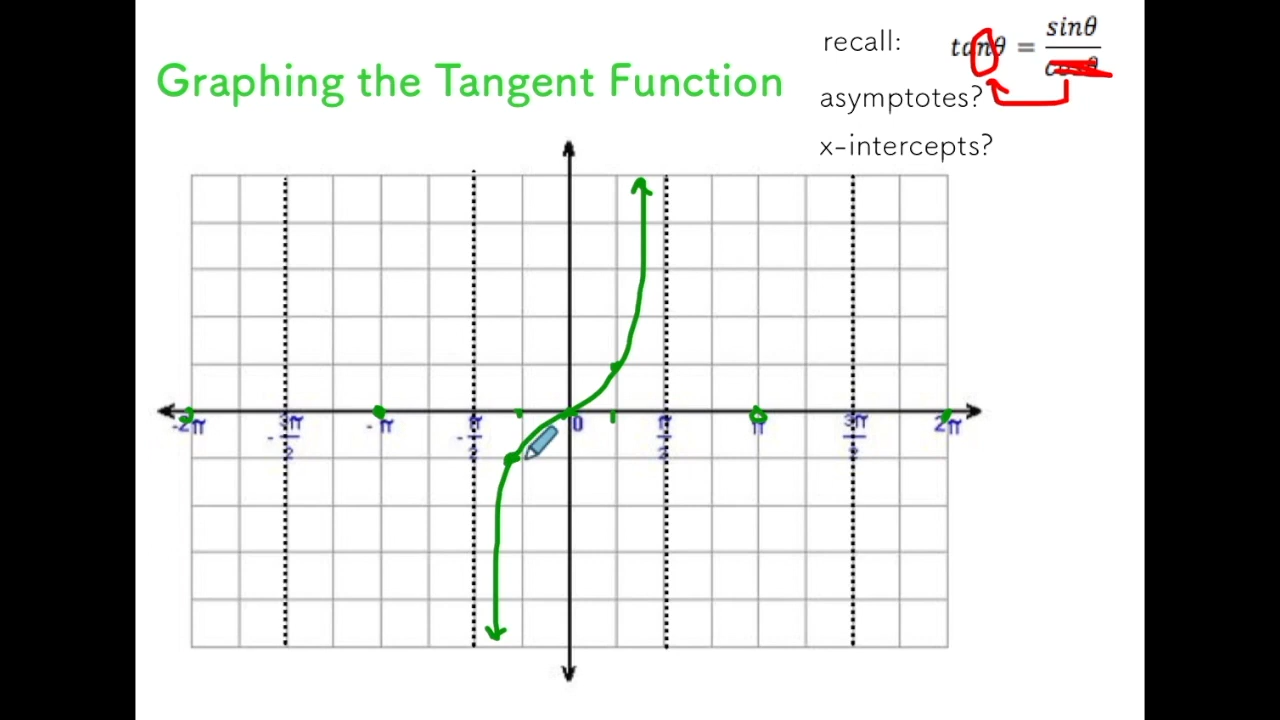 recall: tanθ = sinθ / cosθ
Graphing the Tangent Function
asymptotes?
x-intercepts?
-2π -3π/2 -π -π/2 0 π/2 π 3π/2 2π